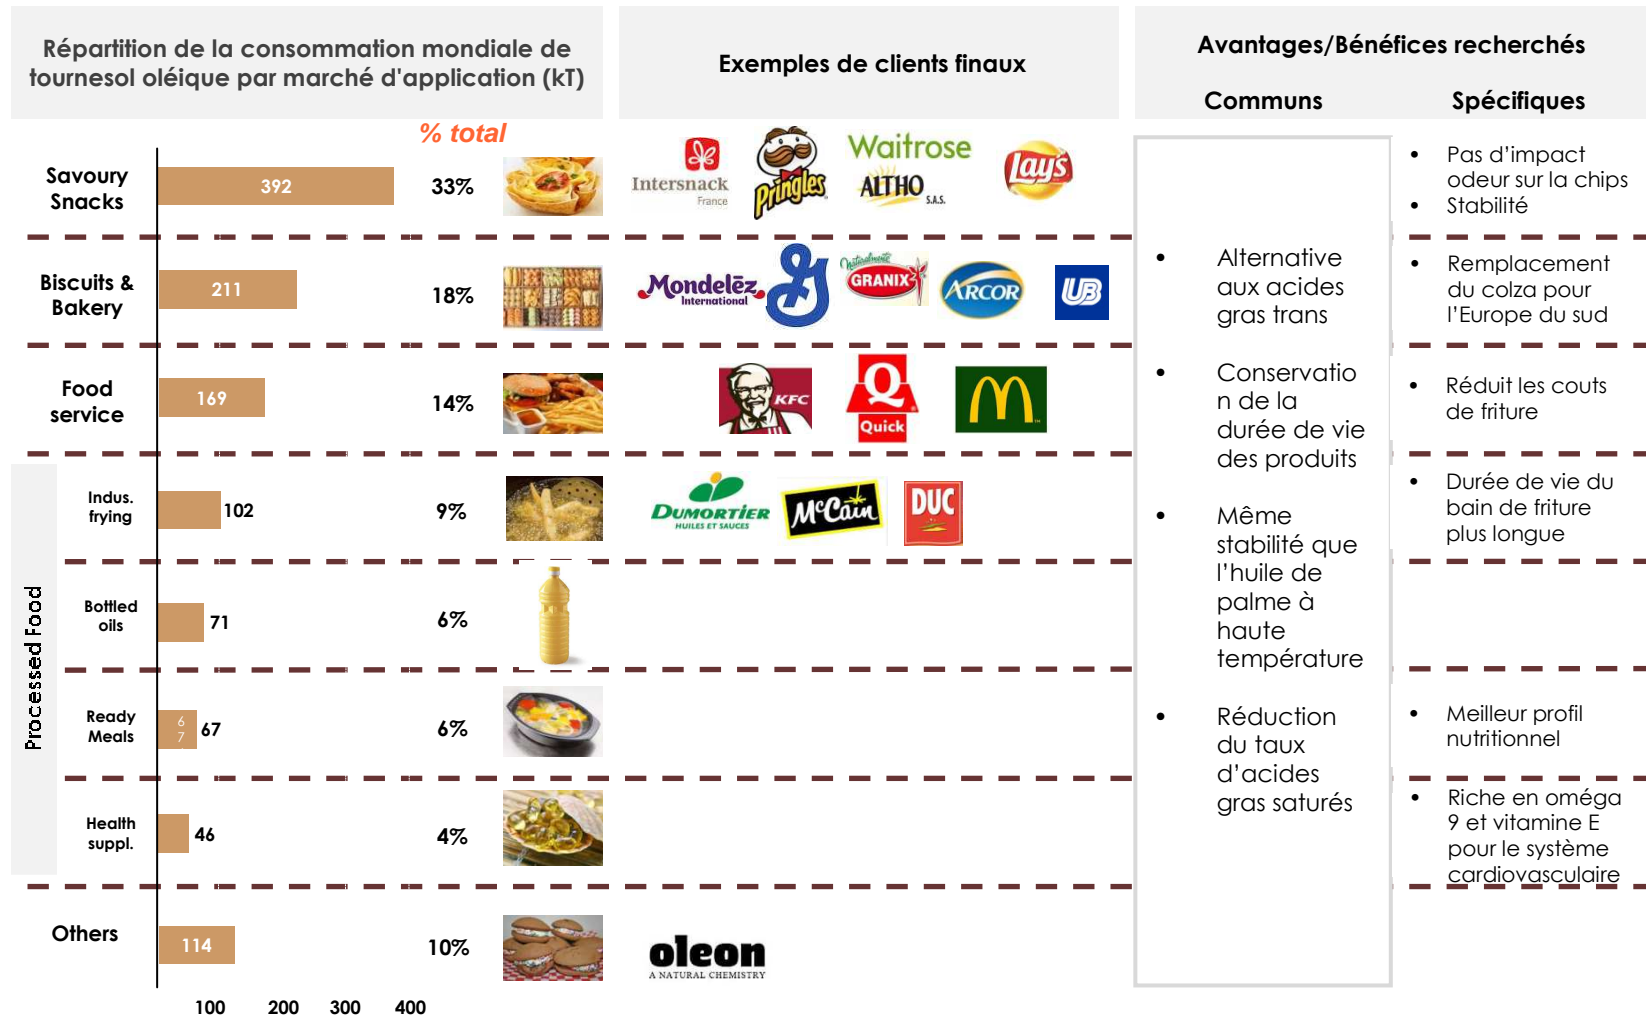 Répartition de la consommation mondiale de
tournesol oléique par marché d'application (kT)
Exemples de clients finaux
Avantages/Bénéfices recherchés
Communs
Spécifiques
% total
Savoury
Snacks
392
33%
Intersnack
France
Pringles
Waitrose
ALTHO
S.A.S.
Lay's
• Pas d’impact
odeur sur la chips
• Stabilité
Biscuits &
Bakery
211
18%
Mondelēz
International
G
Naturalmente
GRANIX
ARCOR
UB
• Remplacement
du colza pour
l’Europe du sud
Food
service
169
14%
KFC
Q
Quick
M
• Réduit les couts
de friture
Processed Food
Indus.
frying
102
9%
DUMORTIER
HUILES ET SAUCES
McCain
DUC
• Durée de vie du
bain de friture
plus longue
Bottled
oils
71
6%
Ready
Meals
6
7
67
6%
• Meilleur profil
nutritionnel
Health
suppl.
46
4%
• Riche en oméga
9 et vitamine E
pour le système
cardiovasculaire
Others
114
10%
oleon
A NATURAL CHEMISTRY
• Alternative
aux acides
gras trans
• Conservatio
n de la
durée de vie
des produits
• Même
stabilité que
l’huile de
palme à
haute
température
• Réduction
du taux
d’acides
gras saturés
100
200
300
400